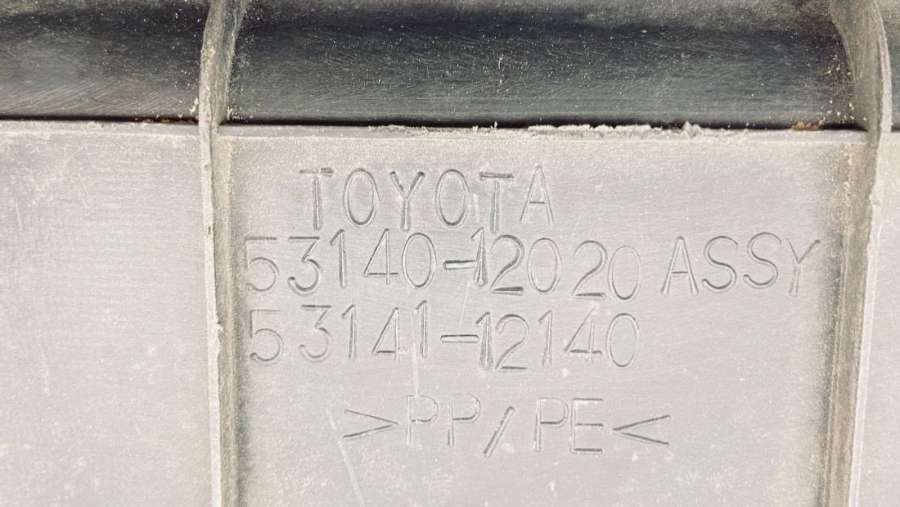 TOYOTA
53140-12020 ASSY
53141-12140
>PP/PE<